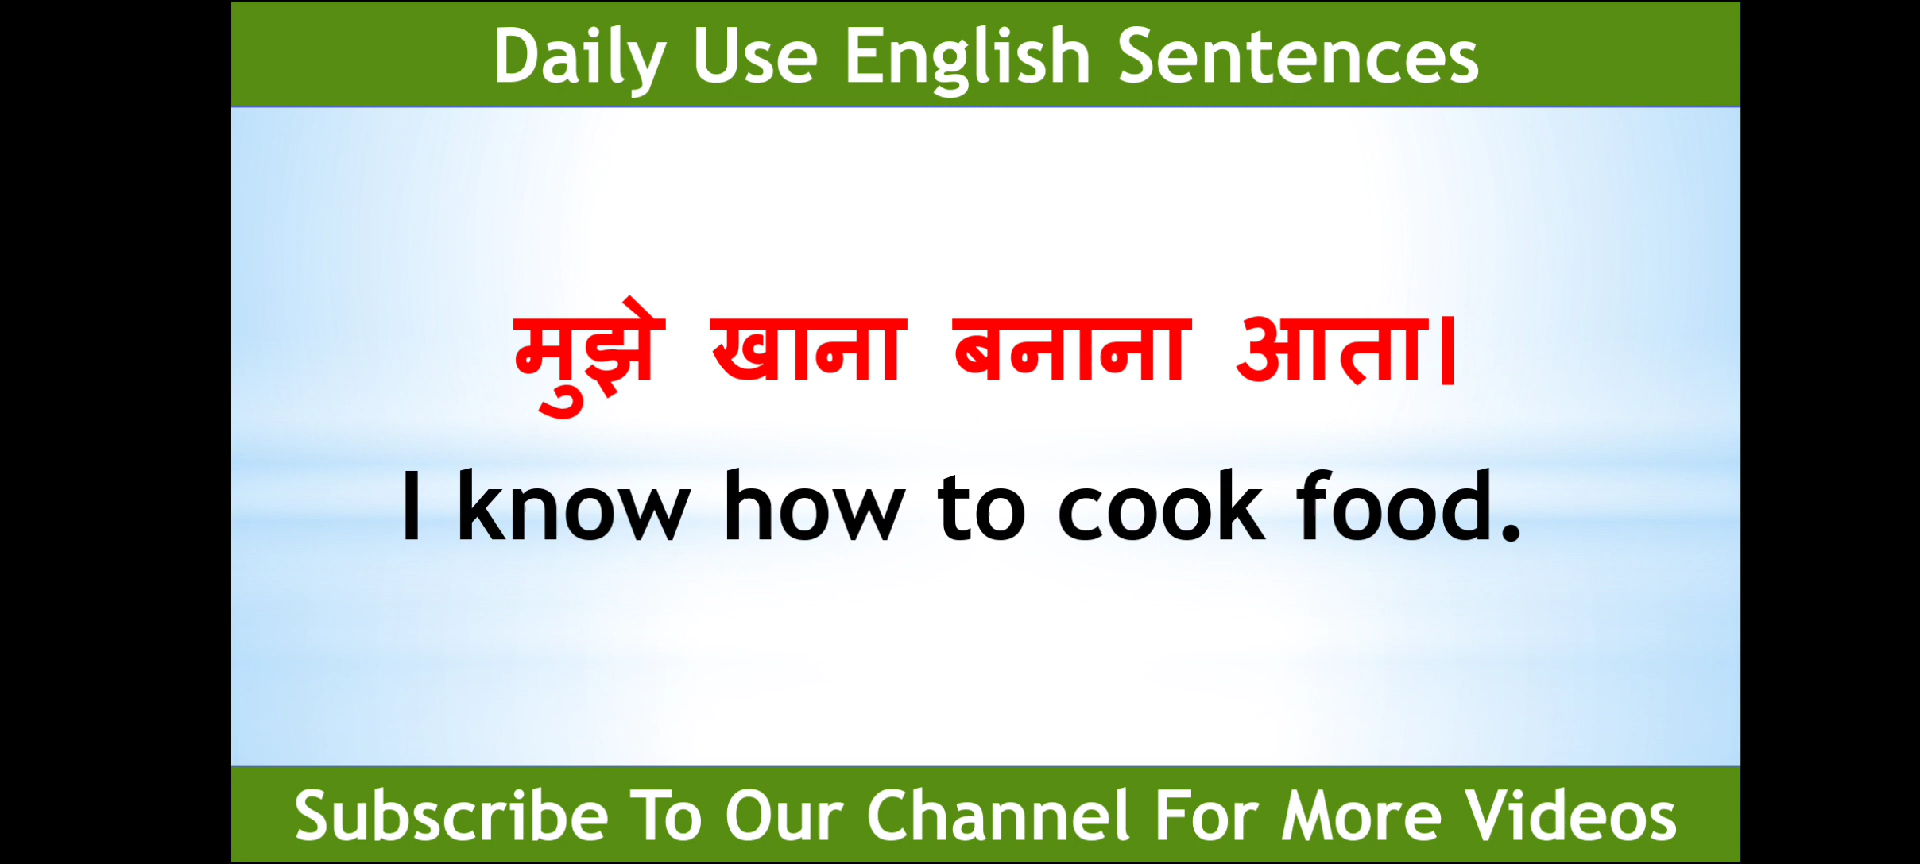 Daily Use English Sentences
मुझे खाना बनाना आता।
I know how to cook food.
Subscribe To Our Channel For More Videos